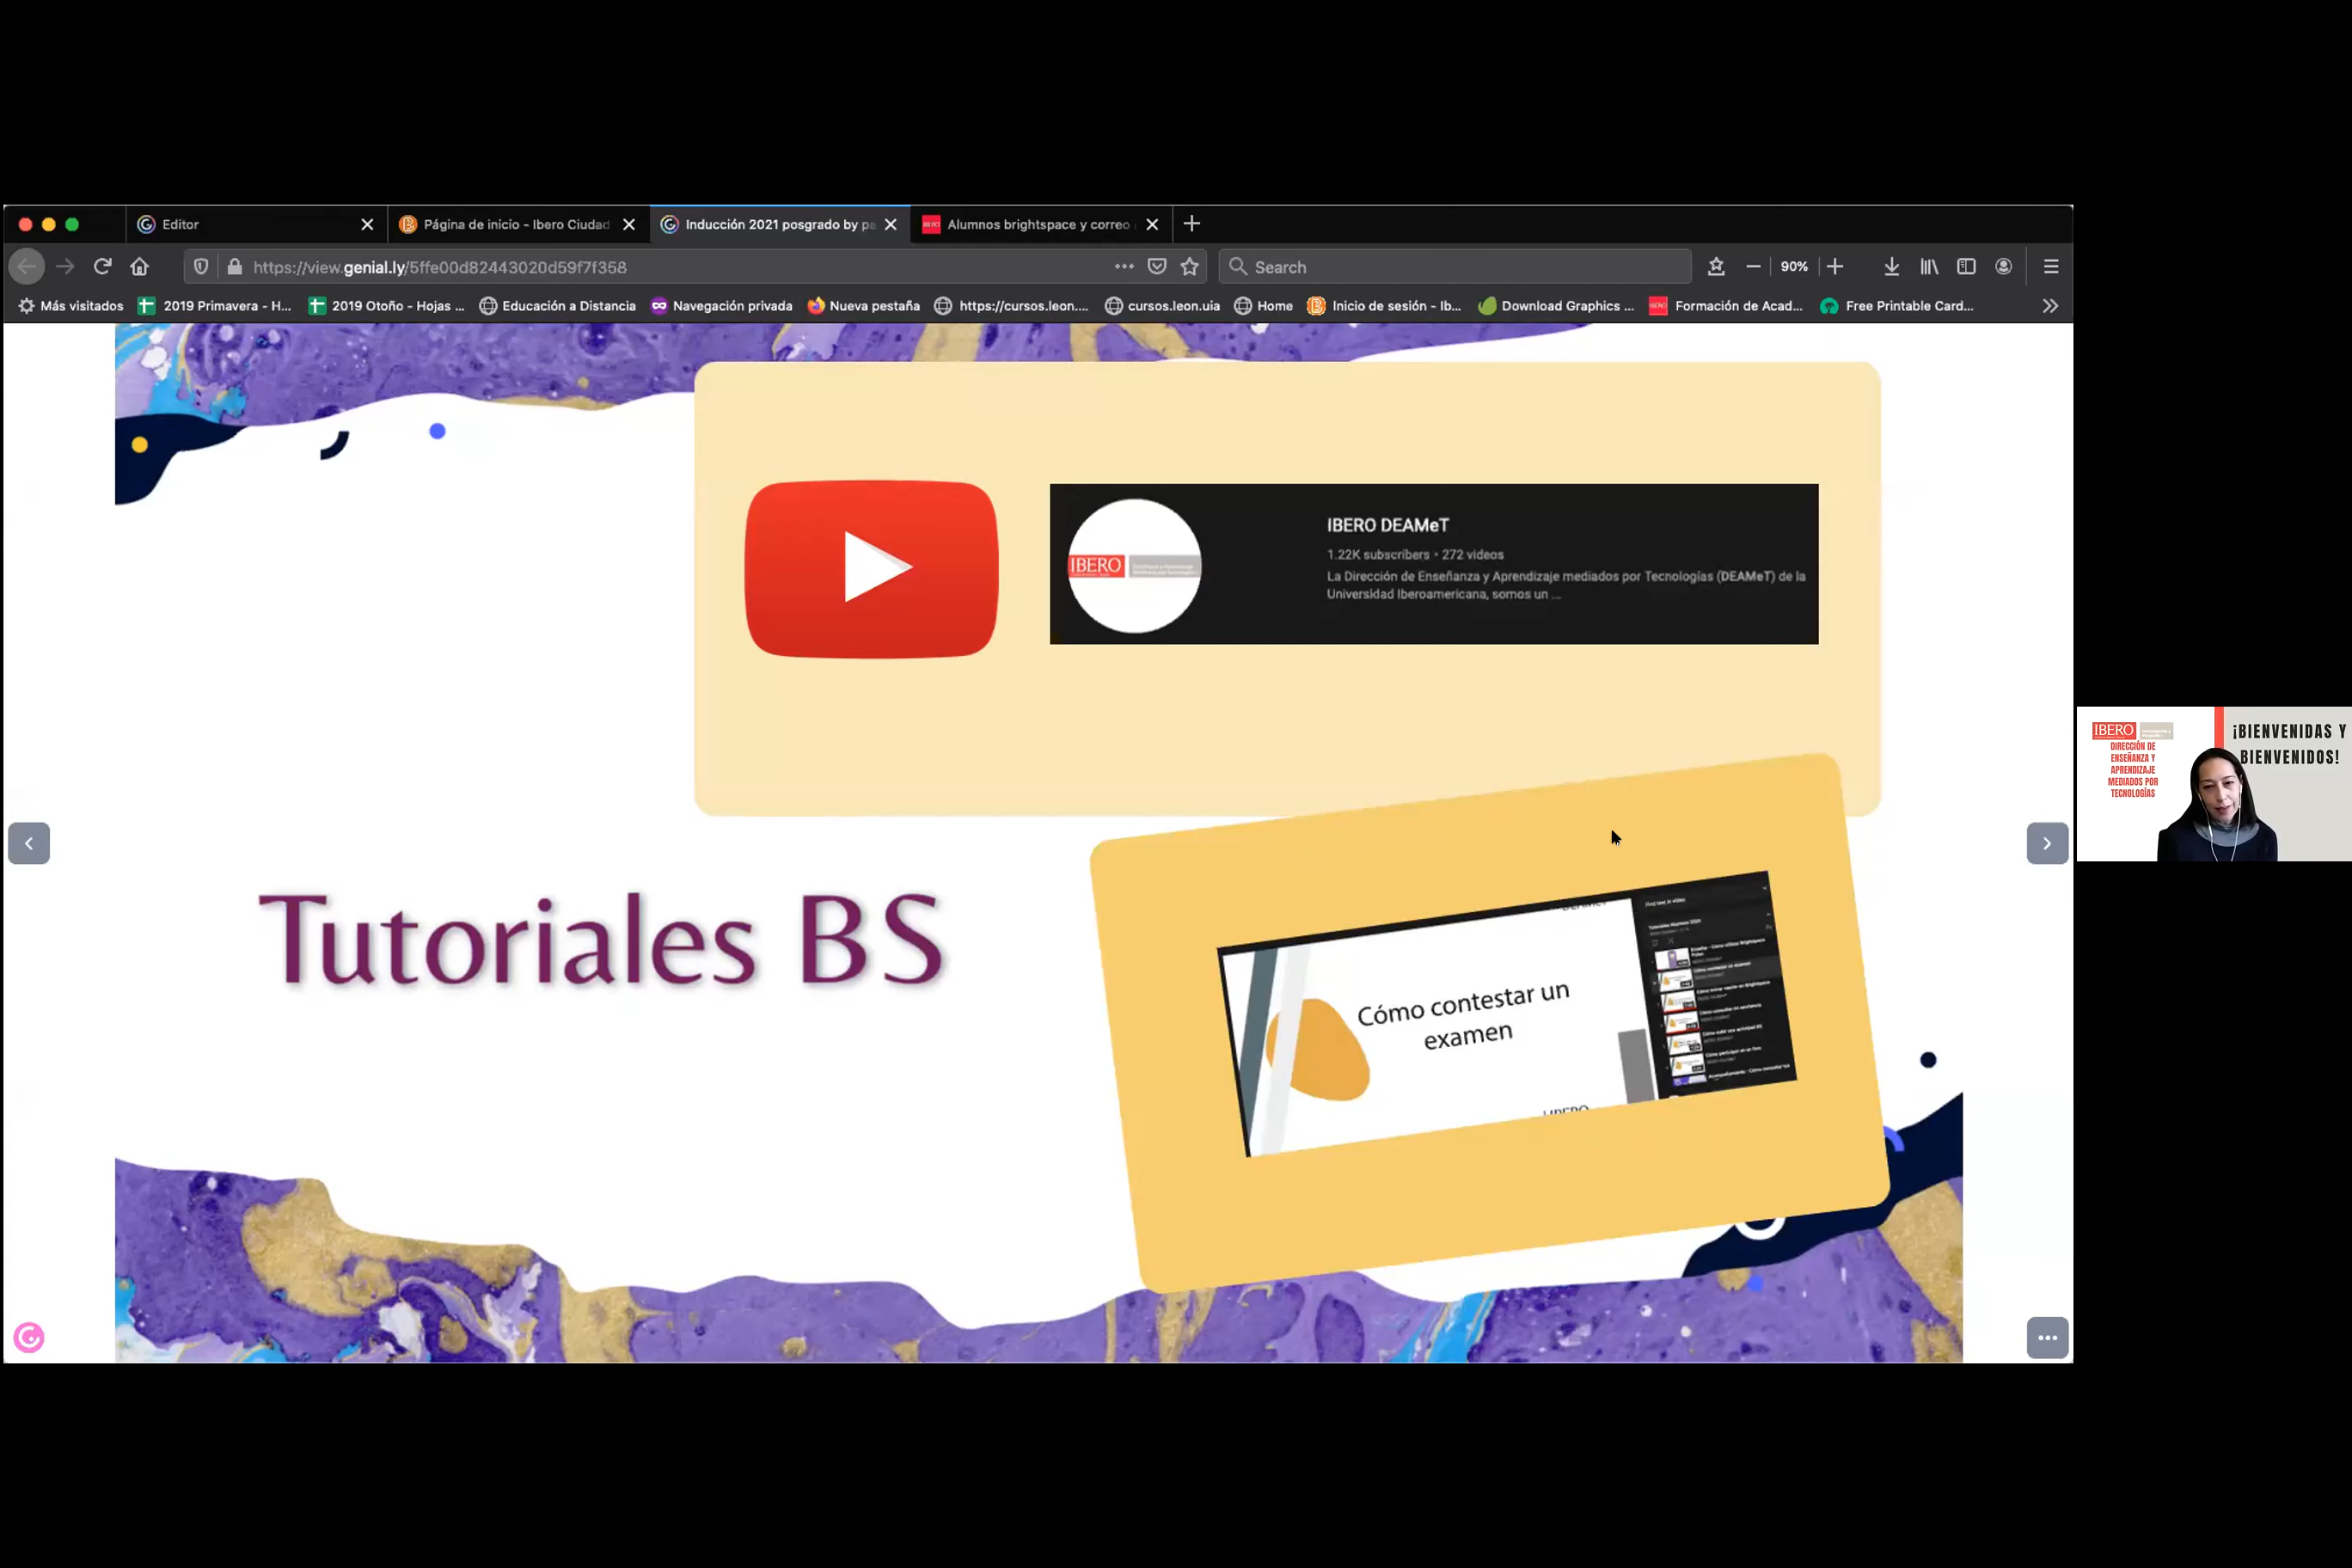 Editor
Página de inicio - Ibero Ciudad
Inducción 2021 posgrado by pa
Alumnos brightspace y correo
https://view.genial.ly/5ffe00d82443020d59f7f358
Search
90%
Más visitados
2019 Primavera - H...
2019 Otoño - Hojas ...
Educación a Distancia
Navegación privada
Nueva pestaña
https://cursos.leon....
cursos.leon.uia
Home
Inicio de sesión - Ib...
Download Graphics ...
Formación de Acad...
Free Printable Card...
IBERO
IBERO DEAMeT
1.22K subscribers • 272 videos
La Dirección de Enseñanza y Aprendizaje mediados por Tecnologías (DEAMeT) de la
Universidad Iberoamericana, somos un ...
Tutoriales BS
Cómo contestar un
examen
IBERO
DIRECCIÓN DE
ENSEÑANZA Y
APRENDIZAJE
MEDIADOS POR
TECNOLOGÍAS
¡BIENVENIDAS Y
BIENVENIDOS!